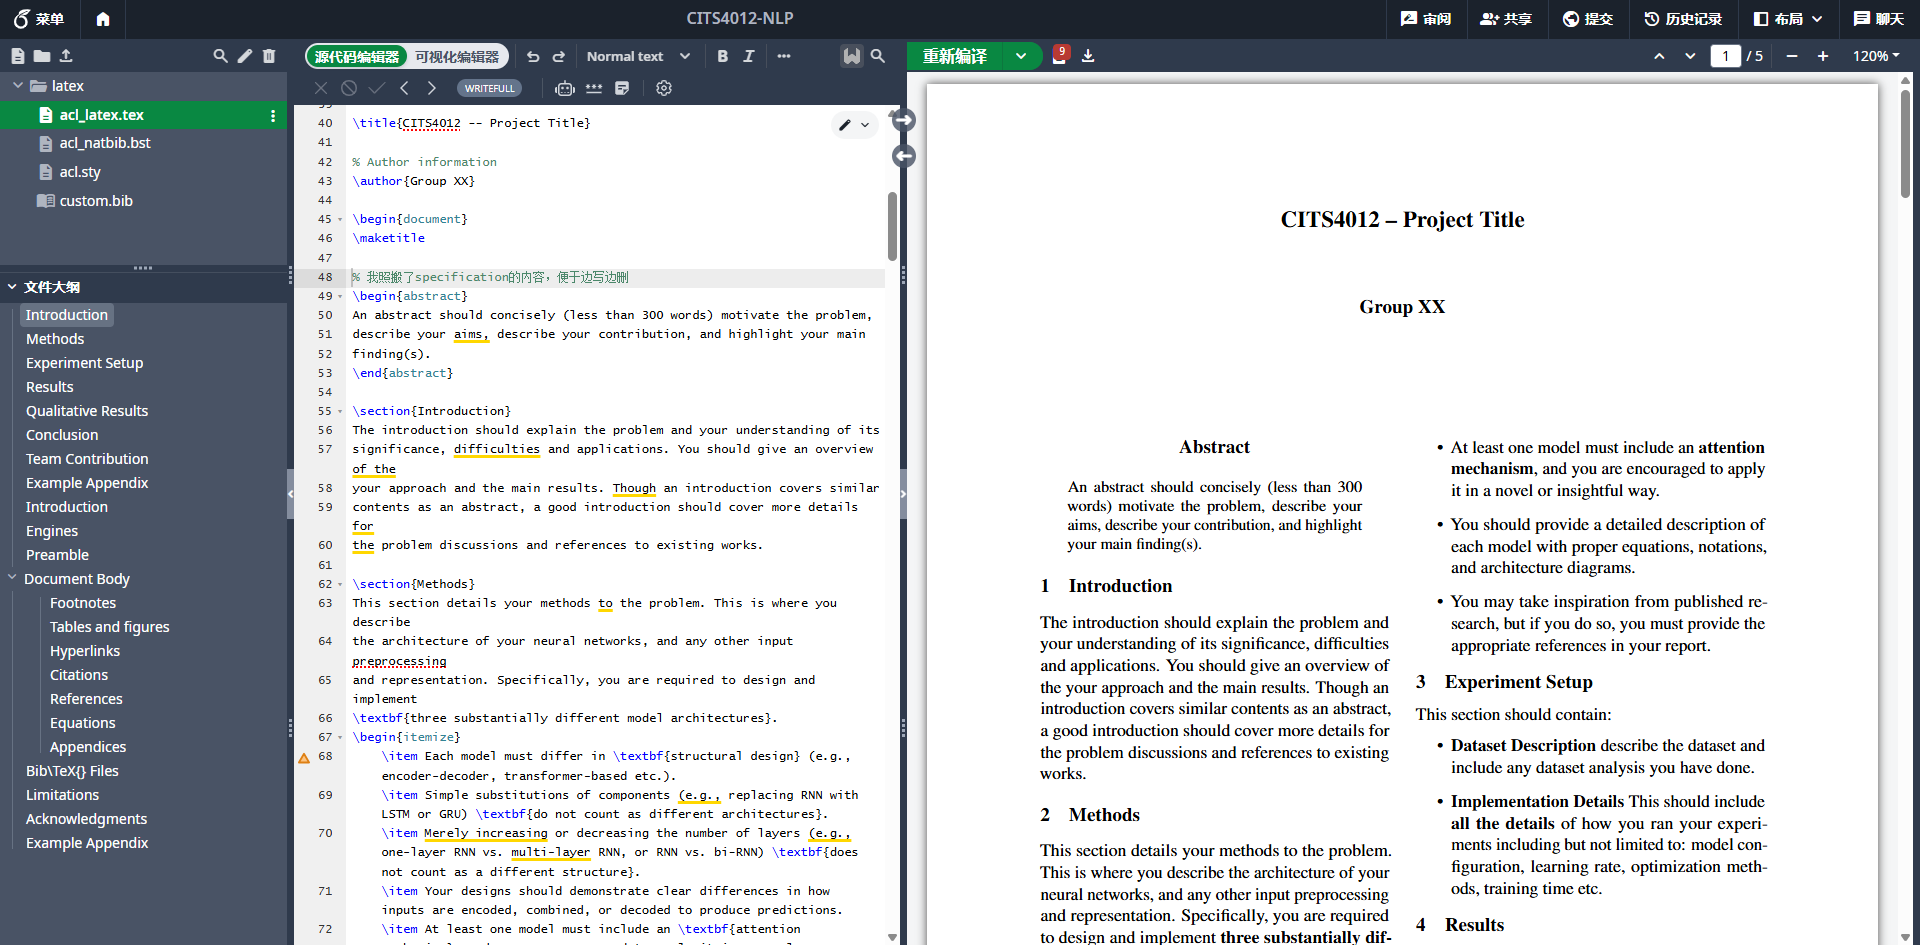 菜单
CITS4012-NLP
审阅
共享
提交
历史记录
布局
聊天
latex
acl_latex.tex
acl_natbib.bst
acl.sty
custom.bib
文件大纲
Introduction
Methods
Experiment Setup
Results
Qualitative Results
Conclusion
Team Contribution
Example Appendix
Introduction
Engines
Preamble
Document Body
Footnotes
Tables and figures
Hyperlinks
Citations
References
Equations
Appendices
Bib\TeX{} Files
Limitations
Acknowledgments
Example Appendix
源代码编辑器 可视化编辑器
Normal text
B I
WRITEFULL
40 \title{CITS4012 -- Project Title}
41
42 % Author information
43 \author{Group XX}
44
45 \begin{document}
46 \maketitle
47
48 % 我照搬了specification的内容，便于边写边删
49 \begin{abstract}
50 An abstract should concisely (less than 300 words) motivate the problem,
51 describe your aims, describe your contribution, and highlight your main
52 finding(s).
53 \end{abstract}
54
55 \section{Introduction}
56 The introduction should explain the problem and your understanding of its
57 significance, difficulties and applications. You should give an overview
of the
58 your approach and the main results. Though an introduction covers similar
59 contents as an abstract, a good introduction should cover more details
for
60 the problem discussions and references to existing works.
61
62 \section{Methods}
63 This section details your methods to the problem. This is where you
describe
64 the architecture of your neural networks, and any other input
preprocessing
65 and representation. Specifically, you are required to design and
implement
66 \textbf{three substantially different model architectures}.
67 \begin{itemize}
68 \item Each model must differ in \textbf{structural design} (e.g.,
encoder-decoder, transformer-based etc.).
69 \item Simple substitutions of components (e.g., replacing RNN with
LSTM or GRU) \textbf{do not count as different architectures}.
70 \item Merely increasing or decreasing the number of layers (e.g.,
one-layer RNN vs. multi-layer RNN, or RNN vs. bi-RNN) \textbf{does
not count as a different structure}.
71 \item Your designs should demonstrate clear differences in how
inputs are encoded, combined, or decoded to produce predictions.
72 \item At least one model must include an \textbf{attention
重新编译
9
1 / 5
120%
CITS4012 – Project Title
Group XX
Abstract
An abstract should concisely (less than 300
words) motivate the problem, describe your
aims, describe your contribution, and highlight
your main finding(s).
1 Introduction
The introduction should explain the problem and
your understanding of its significance, difficulties
and applications. You should give an overview of
the your approach and the main results. Though an
introduction covers similar contents as an abstract,
a good introduction should cover more details for
the problem discussions and references to existing
works.
2 Methods
This section details your methods to the problem.
This is where you describe the architecture of your
neural networks, and any other input preprocessing
and representation. Specifically, you are required
to design and implement three substantially dif-
• At least one model must include an attention
mechanism, and you are encouraged to apply
it in a novel or insightful way.
• You should provide a detailed description of
each model with proper equations, notations,
and architecture diagrams.
• You may take inspiration from published re-
search, but if you do so, you must provide the
appropriate references in your report.
3 Experiment Setup
This section should contain:
• Dataset Description describe the dataset and
include any dataset analysis you have done.
• Implementation Details This should include
all the details of how you ran your experi-
ments including but not limited to: model con-
figuration, learning rate, optimization meth-
ods, training time etc.
4 Results